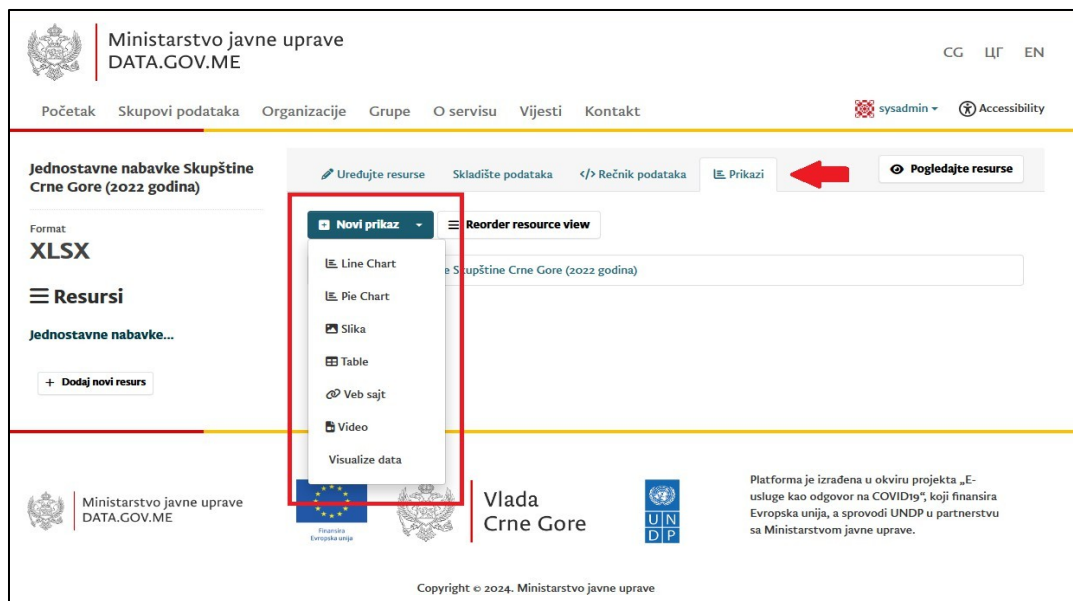 Ministarstvo javne uprave
DATA.GOV.ME
CG ЦГ EN
Početak Skupovi podataka Organizacije Grupe O servisu Vijesti Kontakt
sysadmin Accessibility
Jednostavne nabavke Skupštine
Crne Gore (2022 godina)
Format
XLSX
Resursi
Jednostavne nabavke...
+ Dodaj novi resurs
Uređujte resurse Skladište podataka </> Rečnik podataka Prikazi
Pogledajte resurse
Novi prikaz Reorder resource view
e Skupštine Crne Gore (2022 godina)
Line Chart
Pie Chart
Slika
Table
Veb sajt
Video
Visualize data
Ministarstvo javne uprave
DATA.GOV.ME
Finansira
Evropska unija
Vlada
Crne Gore
U N
D P
Platforma je izrađena u okviru projekta „E-
usluge kao odgovor na COVID19“, koji finansira
Evropska unija, a sprovodi UNDP u partnerstvu
sa Ministarstvom javne uprave.
Copyright © 2024. Ministarstvo javne uprave